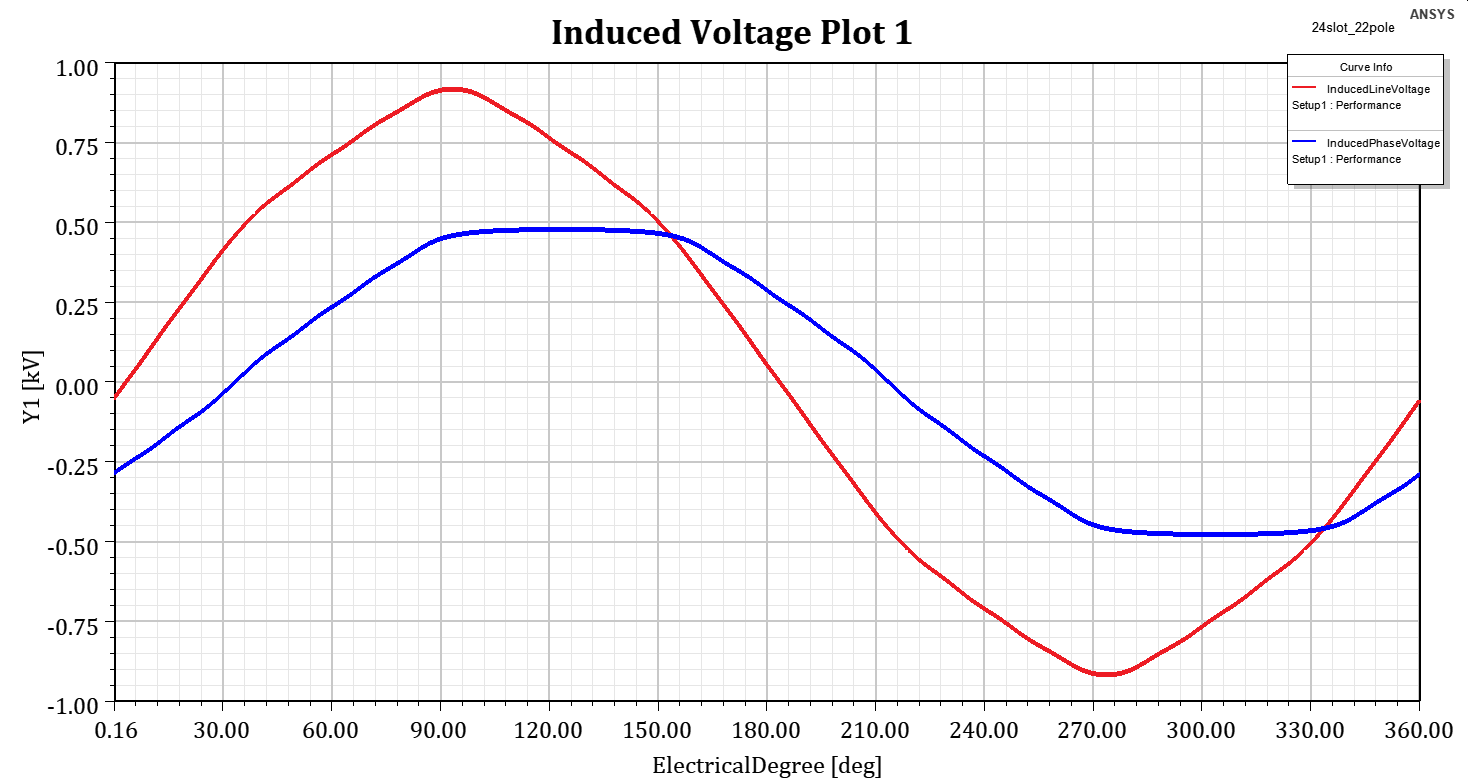 ANSYS
Induced Voltage Plot 1
24slot_22pole
Curve Info
InducedLineVoltage
Setup1 : Performance
InducedPhaseVoltage
Setup1 : Performance
1.00
0.75
0.50
0.25
0.00
-0.25
-0.50
-0.75
-1.00
Y1 [kV]
0.16 30.00 60.00 90.00 120.00 150.00 180.00 210.00 240.00 270.00 300.00 330.00 360.00
ElectricalDegree [deg]